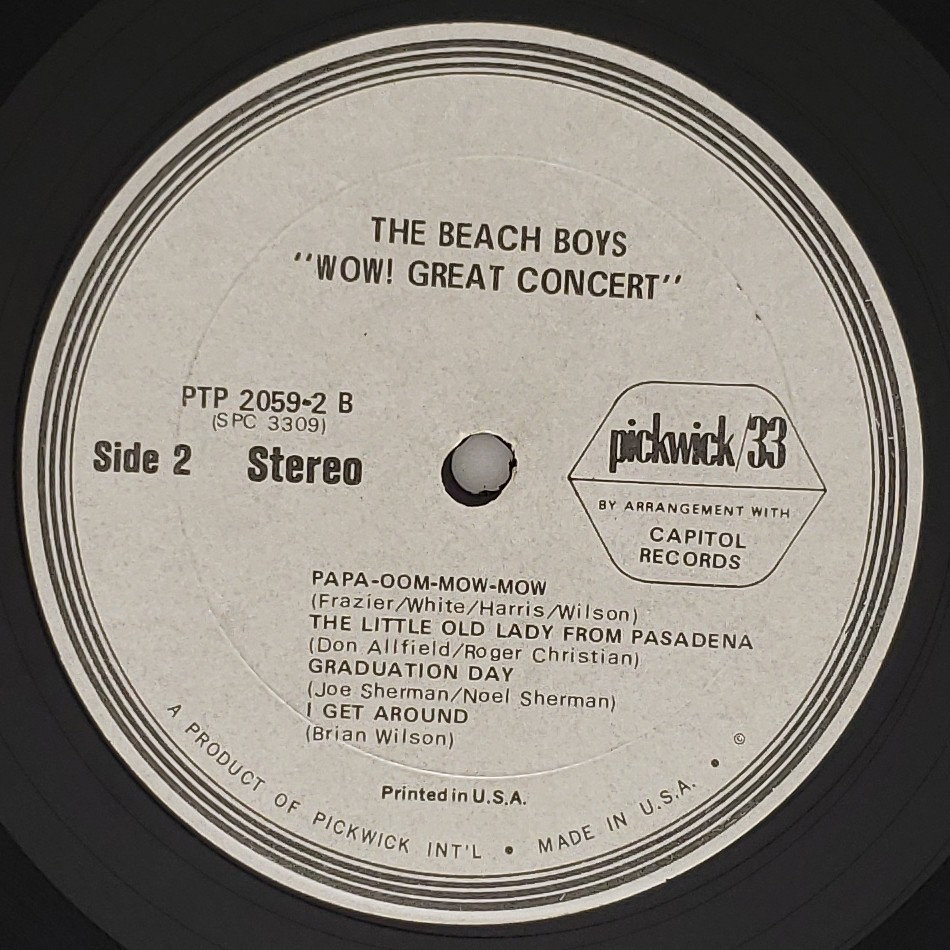 THE BEACH BOYS
"WOW! GREAT CONCERT"
PTP 2059-2 B
(SPC 3309)
Side 2 Stereo
pickwick/33
BY ARRANGEMENT WITH
CAPITOL
RECORDS
PAPA-OOM-MOW-MOW
(Frazier/White/Harris/Wilson)
THE LITTLE OLD LADY FROM PASADENA
(Don Allfield/Roger Christian)
GRADUATION DAY
(Joe Sherman/Noel Sherman)
I GET AROUND
(Brian Wilson)
Printed in U.S.A.
A PRODUCT OF PICKWICK INT'L • MADE IN U.S.A. • ©